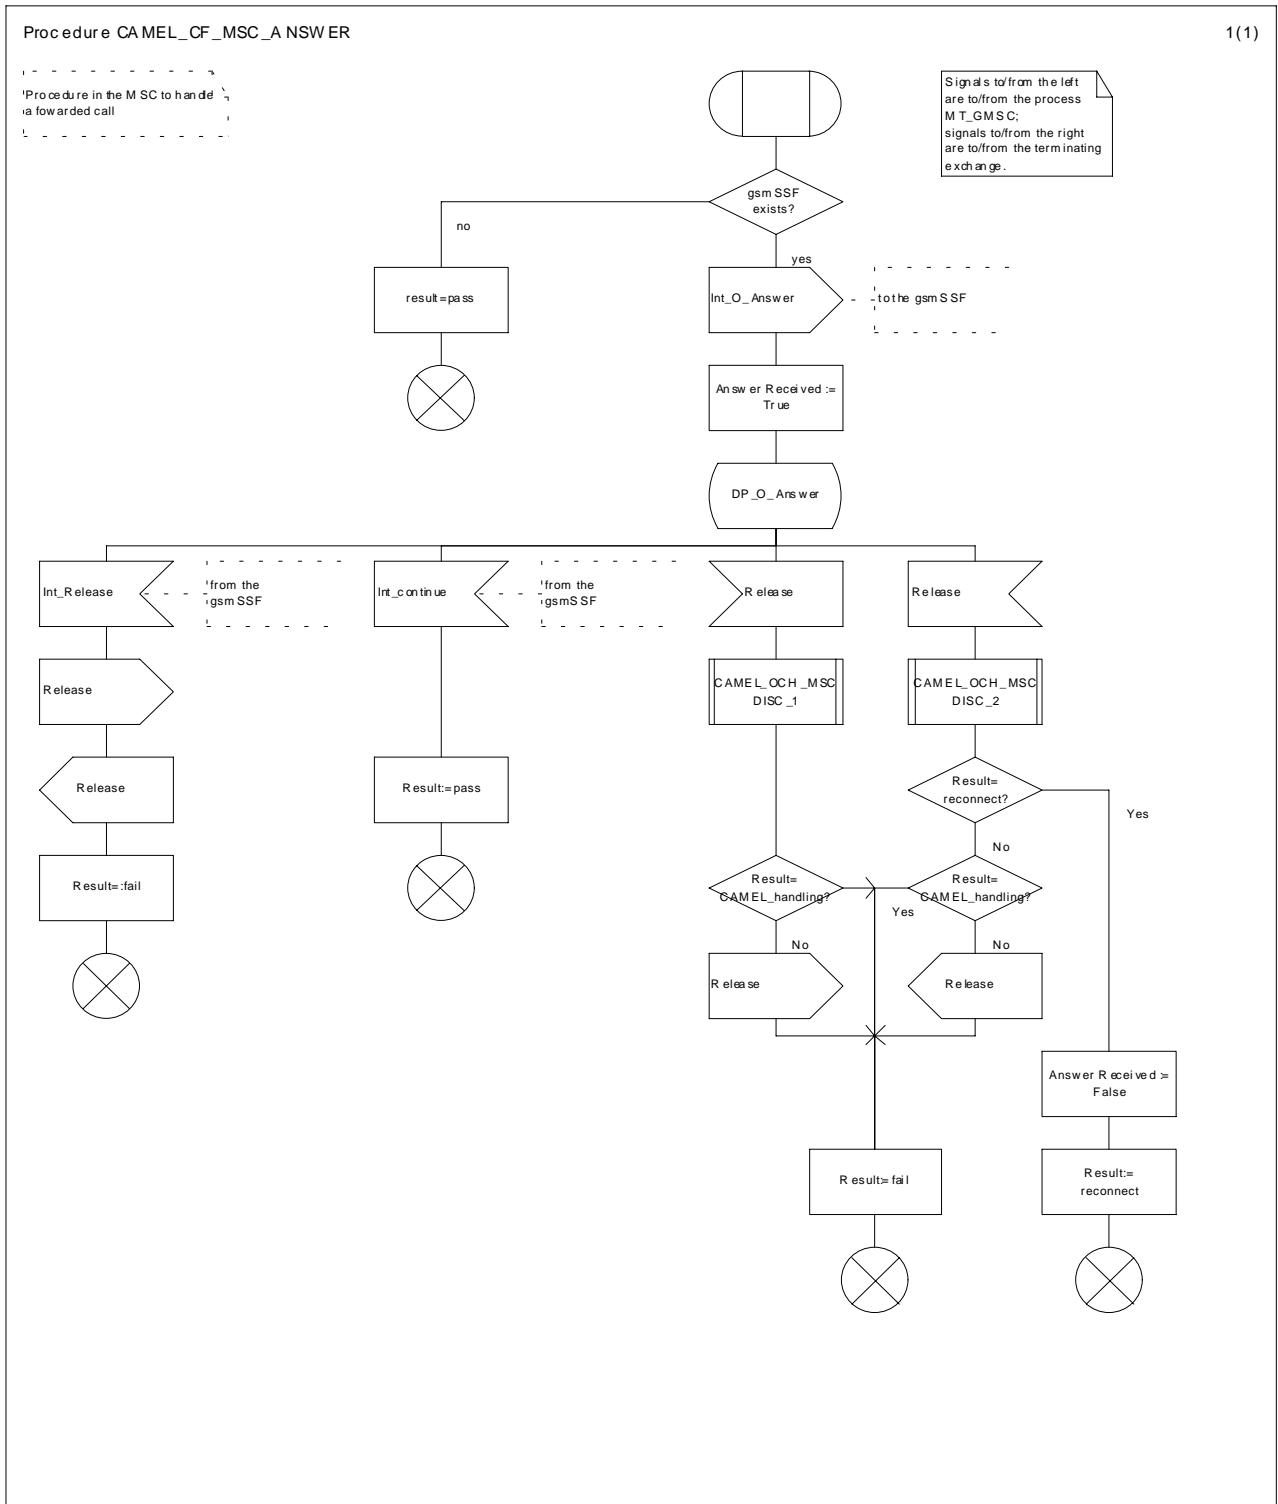 Procedure CAMEL_CF_MSC_ANSWER
1(1)
Procedure in the MSC to handle
a fowarded call
Signals to/from the left
are to/from the process
MT_GMSC;
signals to/from the right
are to/from the terminating
exchange.
gsmSSF
exists?
no
yes
result=pass
Int_O_Answer
to the gsmSSF
Answer Received :=
True
DP_O_Answer
Int_Release
from the
gsmSSF
Int_continue
from the
gsmSSF
Release
Release
Release
CAMEL_OCH_MSC
DISC_1
CAMEL_OCH_MSC
DISC_2
Release
Result:=pass
Result=
reconnect?
Yes
No
Result=:fail
Result=
CAMEL_handling?
Yes
Result=
CAMEL_handling?
No
No
Release
Release
Answer Received :=
False
Result:=fail
Result:=
reconnect